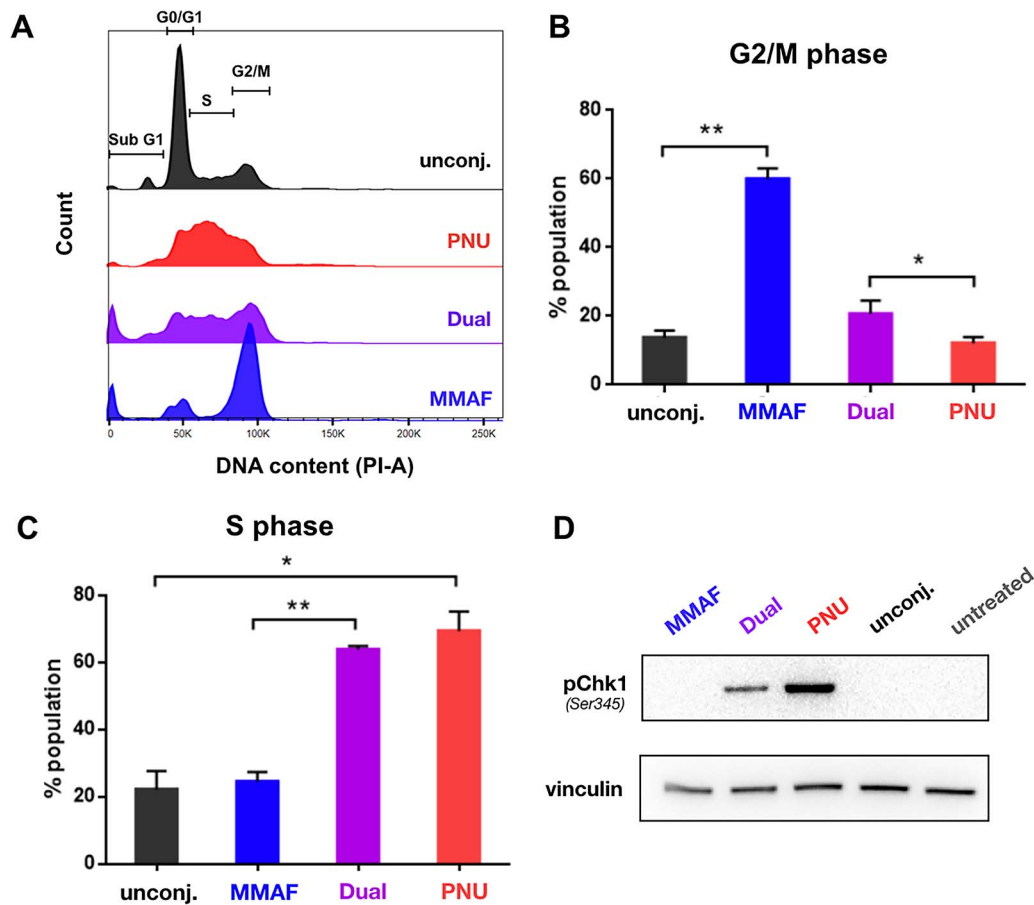 A
G0/G1
G2/M
S
Sub G1
unconj.
PNU
Dual
MMAF
Count
0 50K 100K 150K 200K 250K
DNA content (PI-A)
B
G2/M phase
**
*
% population
80
60
40
20
0
unconj. MMAF Dual PNU
C
S phase
*
**
% population
80
60
40
20
0
unconj. MMAF Dual PNU
D
MMAF Dual PNU unconj. untreated
pChk1
(Ser345)
vinculin